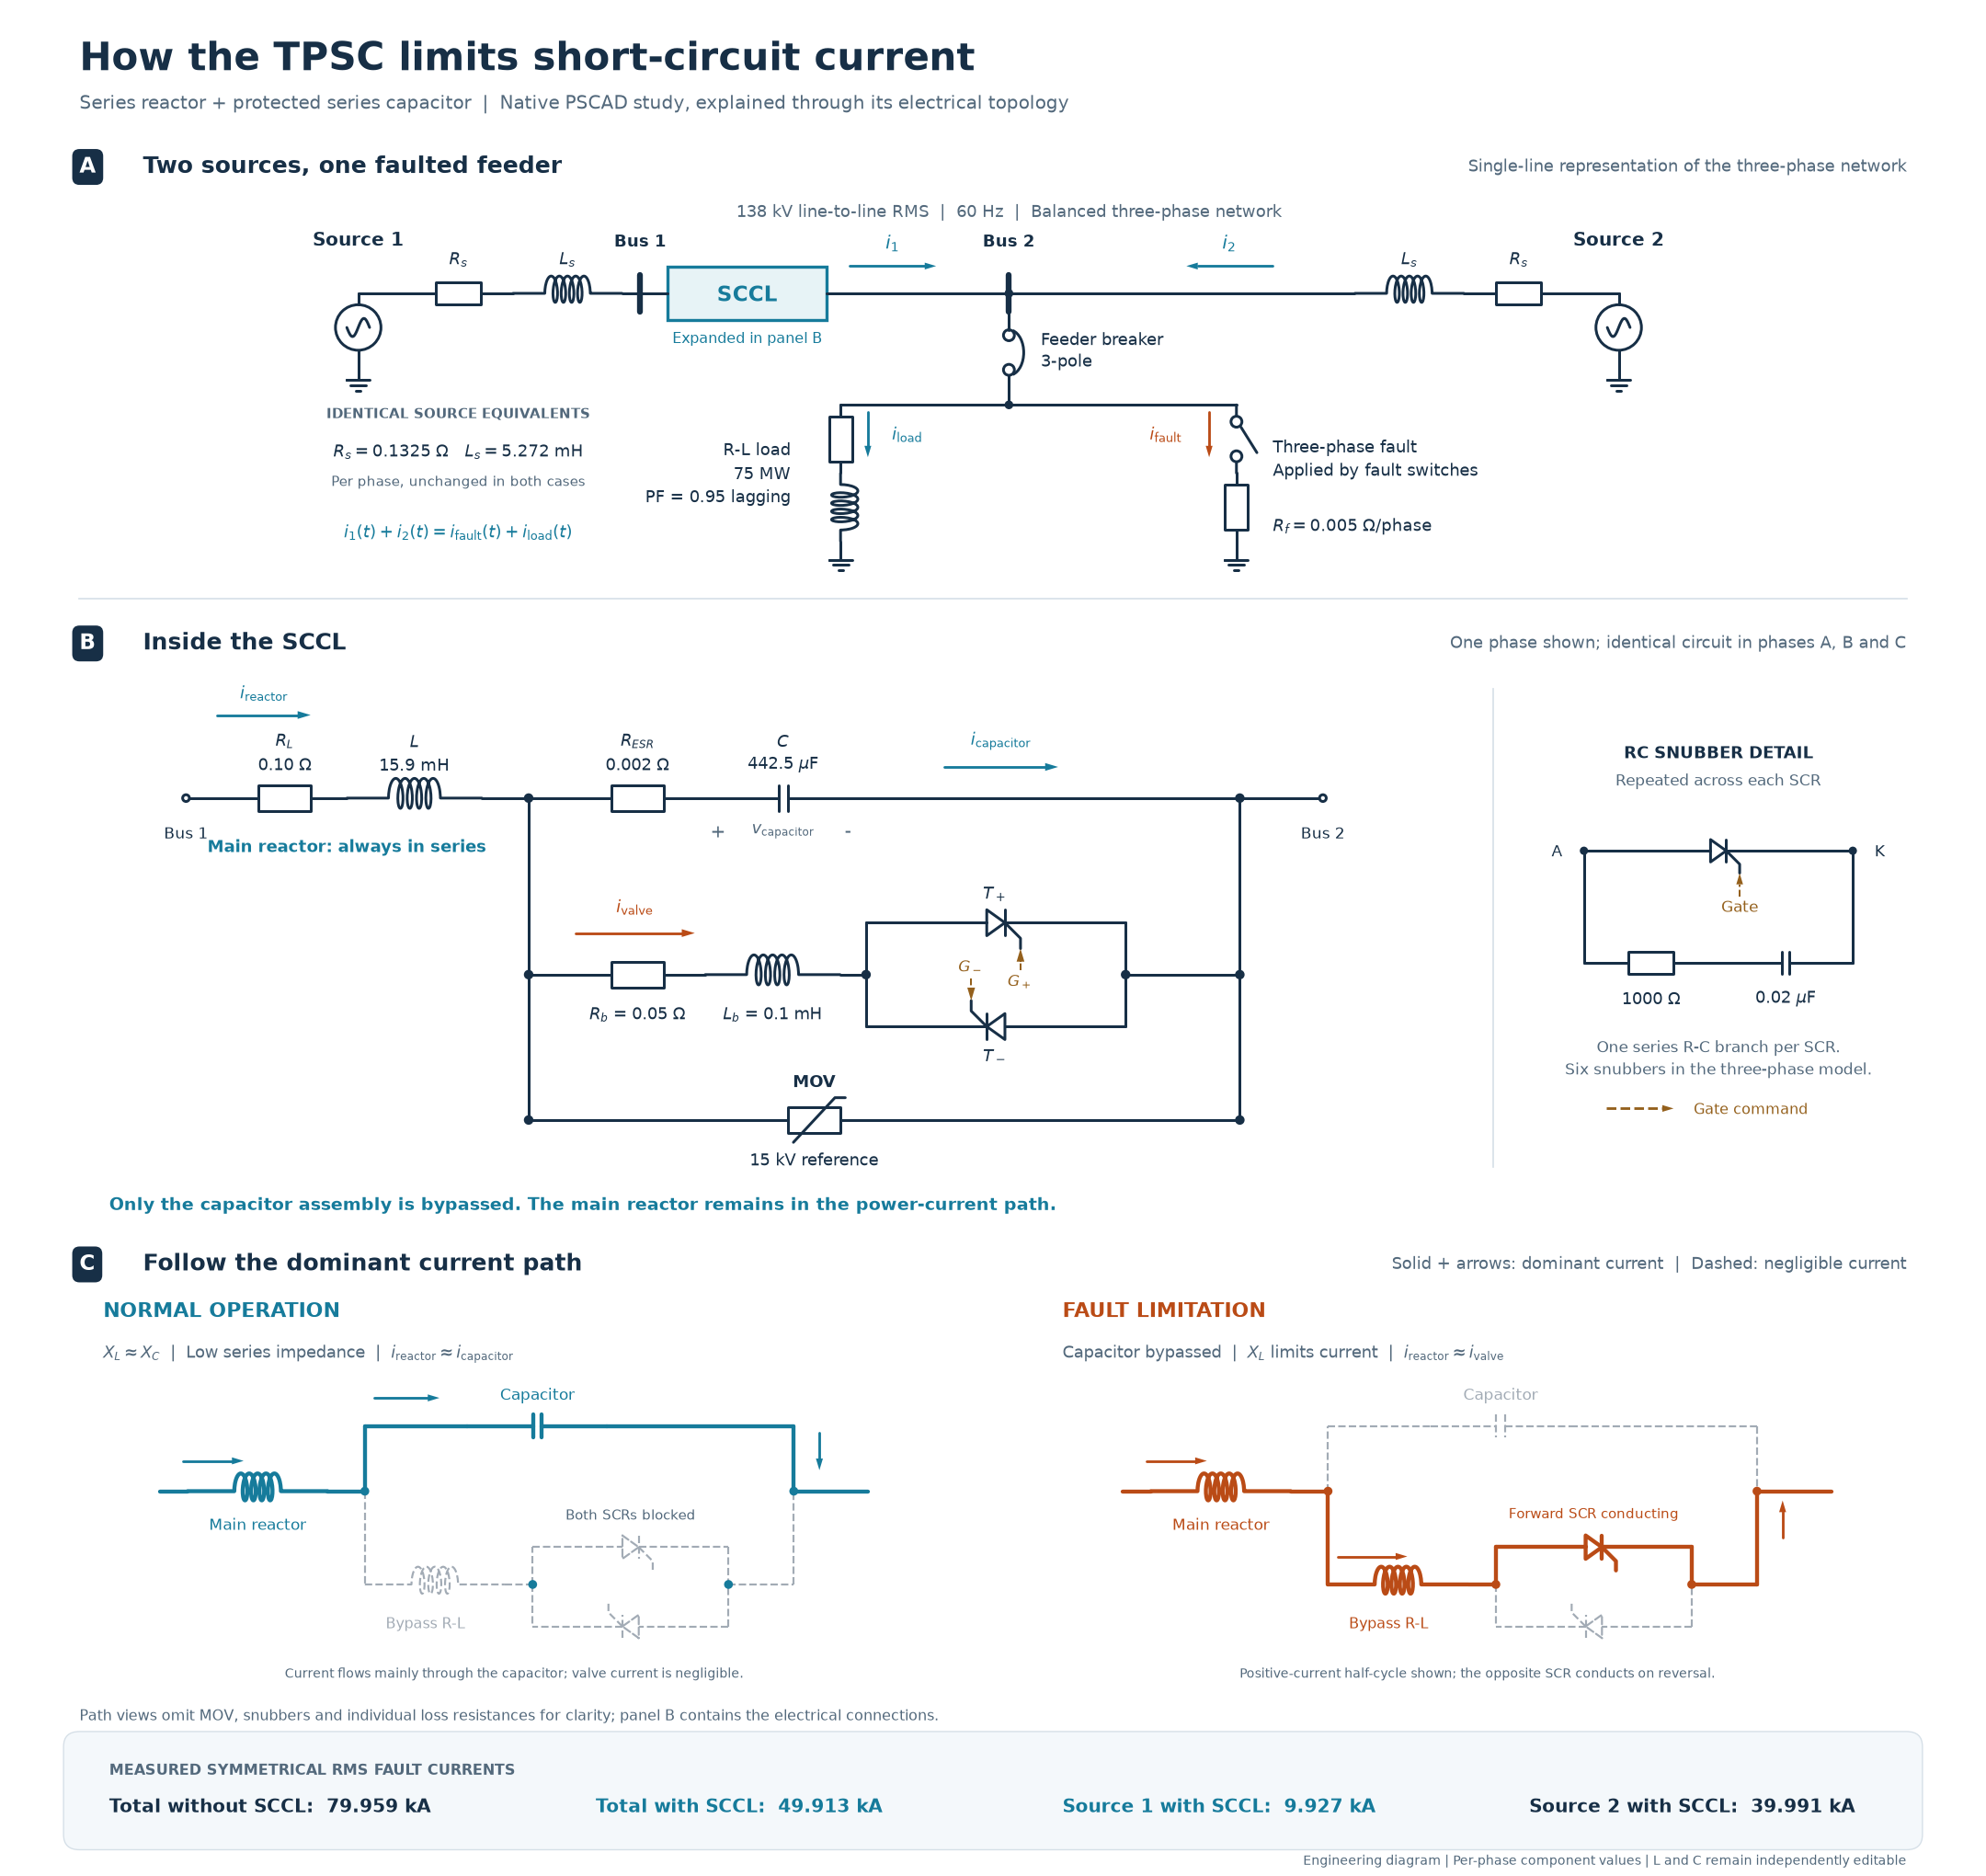 How the TPSC limits short-circuit current
Series reactor + protected series capacitor | Native PSCAD study, explained through its electrical topology
A
Two sources, one faulted feeder
Single-line representation of the three-phase network
138 kV line-to-line RMS | 60 Hz | Balanced three-phase network
Source 1
Bus 1
i1
Bus 2
i2
Source 2
Rs
Ls
Ls
Rs
SCCL
Expanded in panel B
Feeder breaker
3-pole
IDENTICAL SOURCE EQUIVALENTS
Rs = 0.1325 Ω Ls = 5.272 mH
Per phase, unchanged in both cases
i1(t) + i2(t) = ifault(t) + iload(t)
R-L load
75 MW
PF = 0.95 lagging
iload
ifault
Three-phase fault
Applied by fault switches
Rf = 0.005 Ω/phase
B
Inside the SCCL
One phase shown; identical circuit in phases A, B and C
ireactor
RL
0.10 Ω
L
15.9 mH
RESR
0.002 Ω
C
442.5 μF
icapacitor
Bus 1
Main reactor: always in series
+ vcapacitor -
Bus 2
ivalve
T+
G−
G+
Rb = 0.05 Ω
Lb = 0.1 mH
T−
MOV
15 kV reference
RC SNUBBER DETAIL
Repeated across each SCR
A
K
Gate
1000 Ω
0.02 μF
One series R-C branch per SCR.
Six snubbers in the three-phase model.
Gate command
Only the capacitor assembly is bypassed. The main reactor remains in the power-current path.
C
Follow the dominant current path
Solid + arrows: dominant current | Dashed: negligible current
NORMAL OPERATION
XL ≈ XC | Low series impedance | ireactor ≈ icapacitor
Capacitor
Main reactor
Both SCRs blocked
Bypass R-L
Current flows mainly through the capacitor; valve current is negligible.
FAULT LIMITATION
Capacitor bypassed | XL limits current | ireactor ≈ ivalve
Capacitor
Main reactor
Forward SCR conducting
Bypass R-L
Positive-current half-cycle shown; the opposite SCR conducts on reversal.
Path views omit MOV, snubbers and individual loss resistances for clarity; panel B contains the electrical connections.
MEASURED SYMMETRICAL RMS FAULT CURRENTS
Total without SCCL: 79.959 kA
Total with SCCL: 49.913 kA
Source 1 with SCCL: 9.927 kA
Source 2 with SCCL: 39.991 kA
Engineering diagram | Per-phase component values | L and C remain independently editable